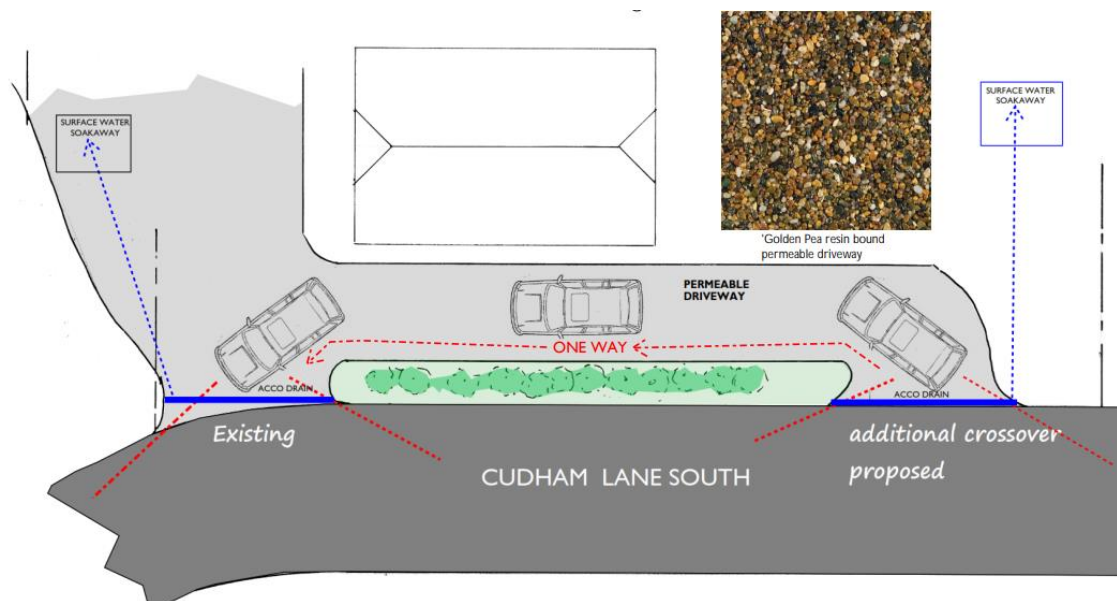 SURFACE WATER
SOAKAWAY
SURFACE WATER
SOAKAWAY
'Golden Pea resin bound
permeable driveway
PERMEABLE
DRIVEWAY
ONE WAY
ACCO DRAIN
ACCO DRAIN
Existing
additional crossover
proposed
CUDHAM LANE SOUTH